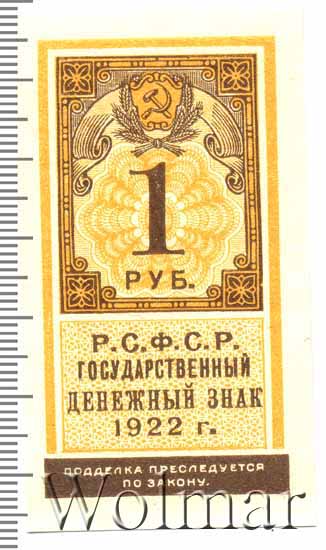 1
РУБ.
Р.С.Ф.С.Р.
ГОСУДАРСТВЕННЫЙ
ДЕНЕЖНЫЙ ЗНАК
1922 г.
ПОДДЕЛКА ПРЕСЛЕДУЕТСЯ
ПО ЗАКОНУ.
Wolmar